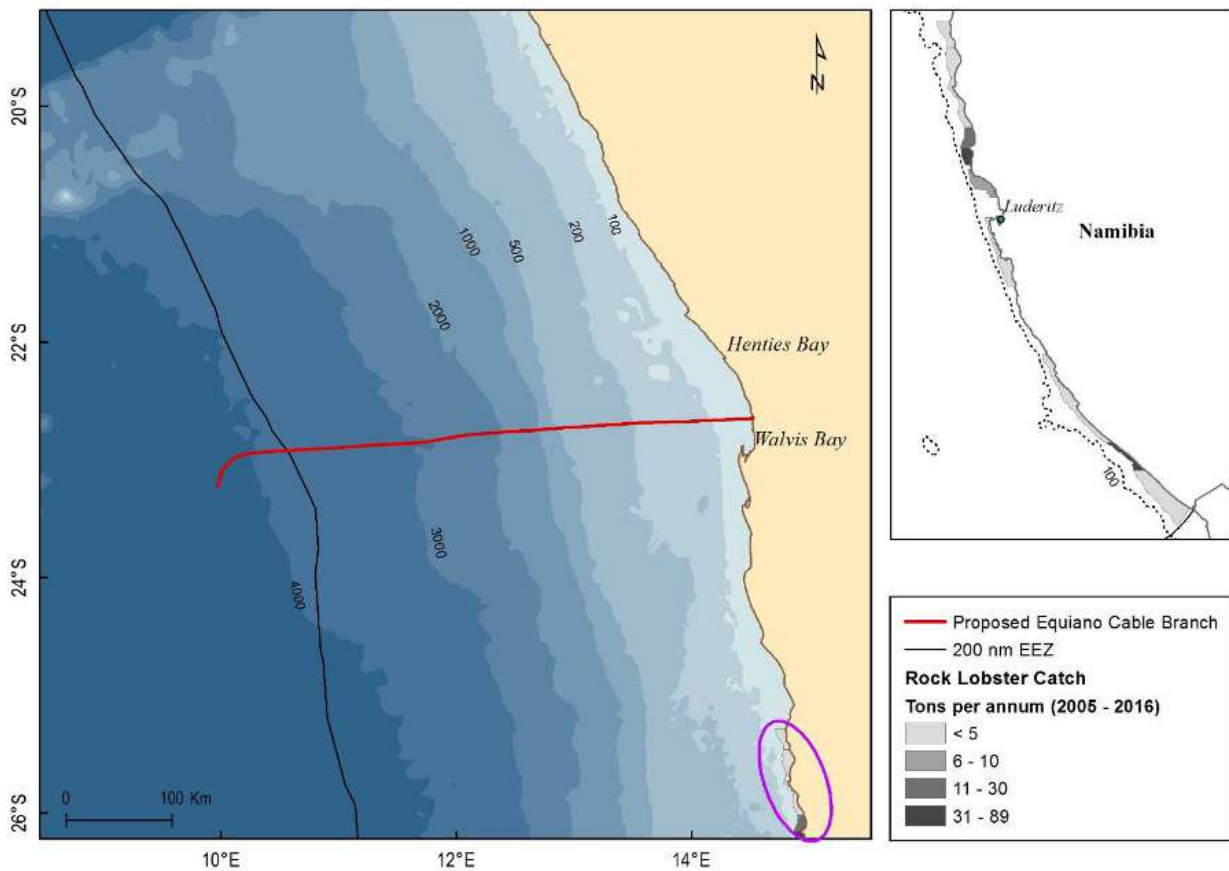 20°S
22°S
24°S
26°S
10°E
12°E
14°E
N
1000
500
200
100
2000
3000
4000
Henties Bay
Walvis Bay
0 100 Km
Luderitz
Namibia
100
Proposed Equiano Cable Branch
200 nm EEZ
Rock Lobster Catch
Tons per annum (2005 - 2016)
< 5
6 - 10
11 - 30
31 - 89